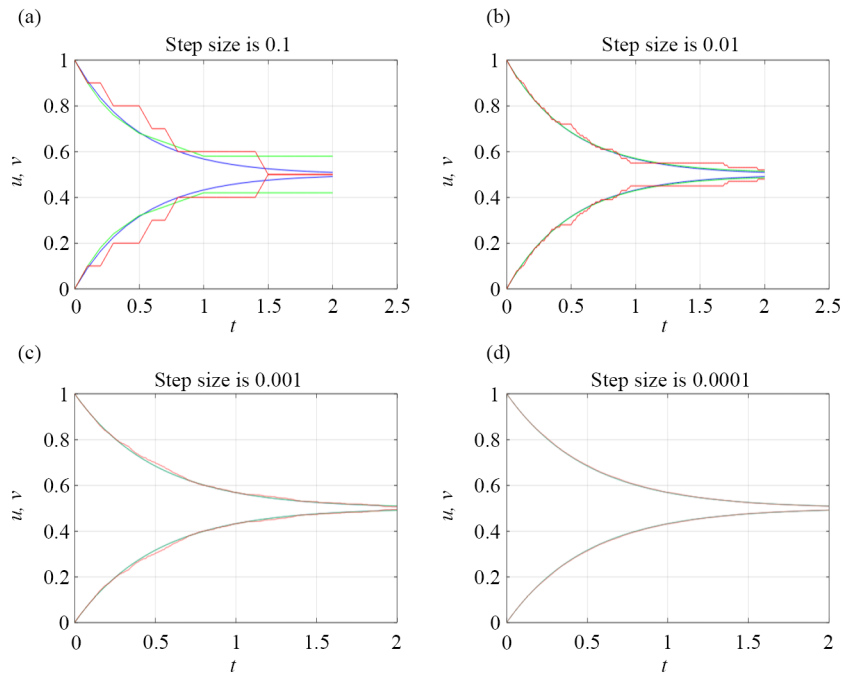 (a)
Step size is 0.1
1
0.8
0.6
0.4
0.2
0
u, v
0 0.5 1 1.5 2 2.5
t
(b)
Step size is 0.01
1
0.8
0.6
0.4
0.2
0
u, v
0 0.5 1 1.5 2 2.5
t
(c)
Step size is 0.001
1
0.8
0.6
0.4
0.2
0
u, v
0 0.5 1 1.5 2
t
(d)
Step size is 0.0001
1
0.8
0.6
0.4
0.2
0
u, v
0 0.5 1 1.5 2
t